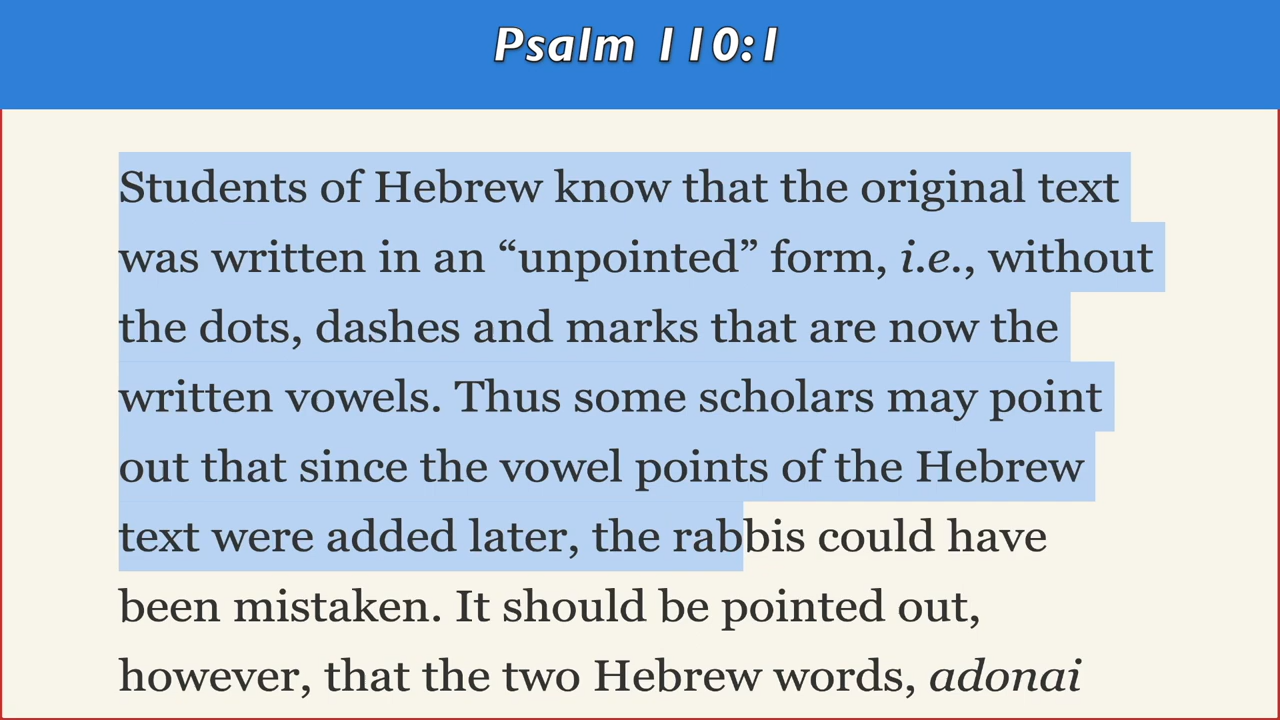 Psalm 110:1
Students of Hebrew know that the original text
was written in an “unpointed” form, i.e., without
the dots, dashes and marks that are now the
written vowels. Thus some scholars may point
out that since the vowel points of the Hebrew
text were added later, the rabbis could have
been mistaken. It should be pointed out,
however, that the two Hebrew words, adonai